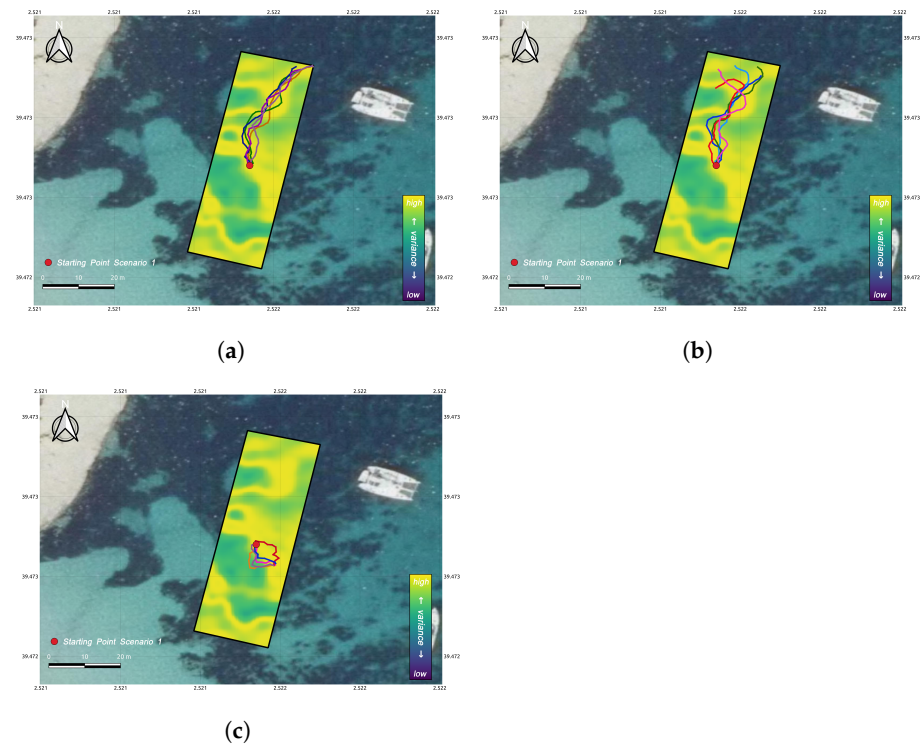 2.521 2.521 2.521 2.522 2.522 2.522
39.473 N 39.473
39.473 39.473
39.473 39.473
high
↑ variance ↓
low
Starting Point Scenario 1
0 10 20 m
39.472 39.472
2.521 2.521 2.521 2.522 2.522 2.522
(a)
2.521 2.521 2.521 2.522 2.522 2.522
39.473 N 39.473
39.473 39.473
39.473 39.473
high
↑ variance ↓
low
Starting Point Scenario 1
0 10 20 m
39.472 39.472
2.521 2.521 2.521 2.522 2.522 2.522
(b)
2.521 2.521 2.521 2.522 2.522 2.522
39.473 N 39.473
39.473 39.473
39.473 39.473
high
↑ variance ↓
low
Starting Point Scenario 1
0 10 20 m
39.472 39.472
2.521 2.521 2.521 2.522 2.522 2.522
(c)